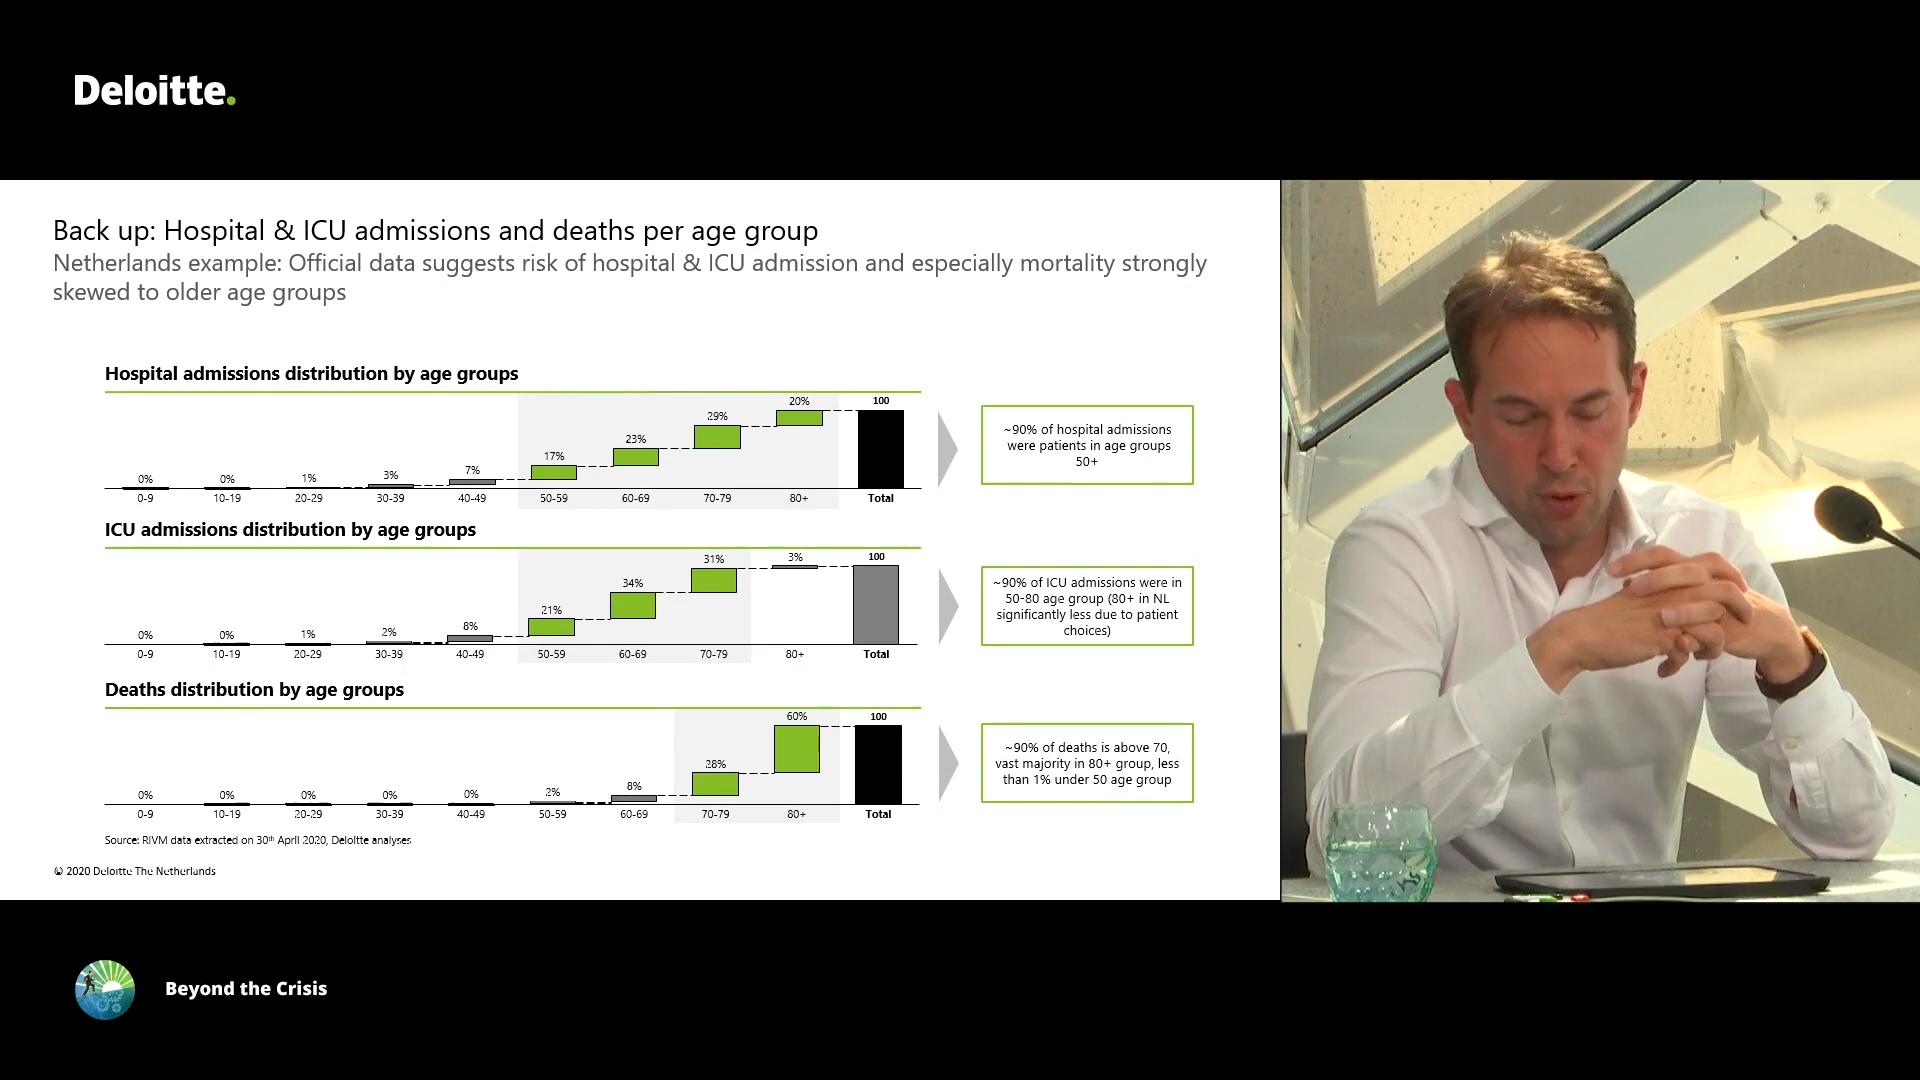 Deloitte.
Back up: Hospital & ICU admissions and deaths per age group
Netherlands example: Official data suggests risk of hospital & ICU admission and especially mortality strongly
skewed to older age groups
Hospital admissions distribution by age groups
0% 0% 1% 3% 7% 17% 23% 29% 20% 100
0-9 10-19 20-29 30-39 40-49 50-59 60-69 70-79 80+ Total
~90% of hospital admissions
were patients in age groups
50+
ICU admissions distribution by age groups
0% 0% 1% 2% 8% 21% 34% 31% 3% 100
0-9 10-19 20-29 30-39 40-49 50-59 60-69 70-79 80+ Total
~90% of ICU admissions were in
50-80 age group (80+ in NL
significantly less due to patient
choices)
Deaths distribution by age groups
0% 0% 0% 0% 0% 2% 8% 28% 60% 100
0-9 10-19 20-29 30-39 40-49 50-59 60-69 70-79 80+ Total
~90% of deaths is above 70,
vast majority in 80+ group, less
than 1% under 50 age group
Source: RIVM data extracted on 30th April 2020, Deloitte analyses
© 2020 Deloitte The Netherlands
Beyond the Crisis